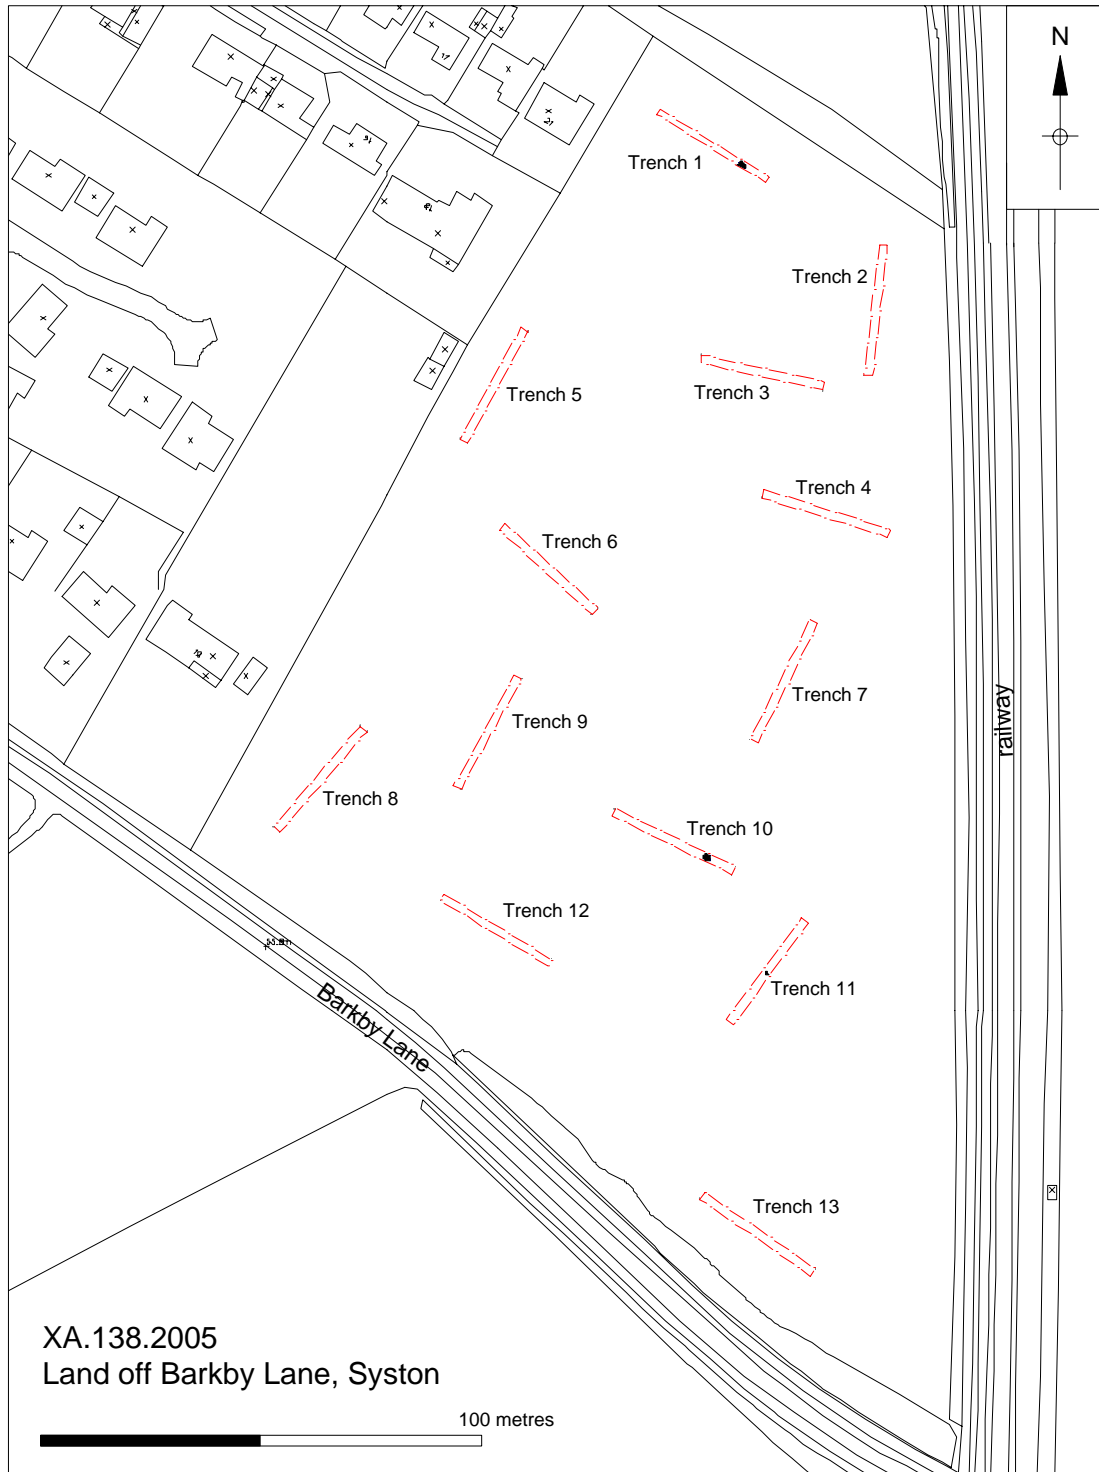 N
Trench 1
Trench 2
Trench 3
Trench 5
Trench 4
Trench 6
Trench 7
railway
Trench 9
Trench 8
Trench 10
Trench 12
Trench 11
Barkby Lane
Trench 13
XA.138.2005
Land off Barkby Lane, Syston
100 metres